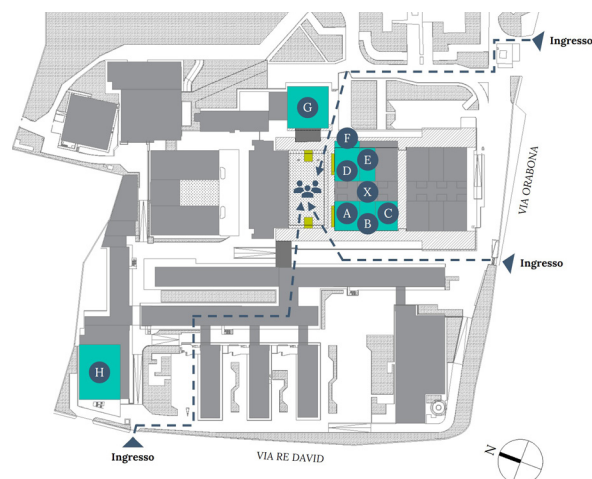 Ingresso
G
F
E
D
X
A
C
B
VIA ORABONA
Ingresso
H
Ingresso
VIA RE DAVID
N